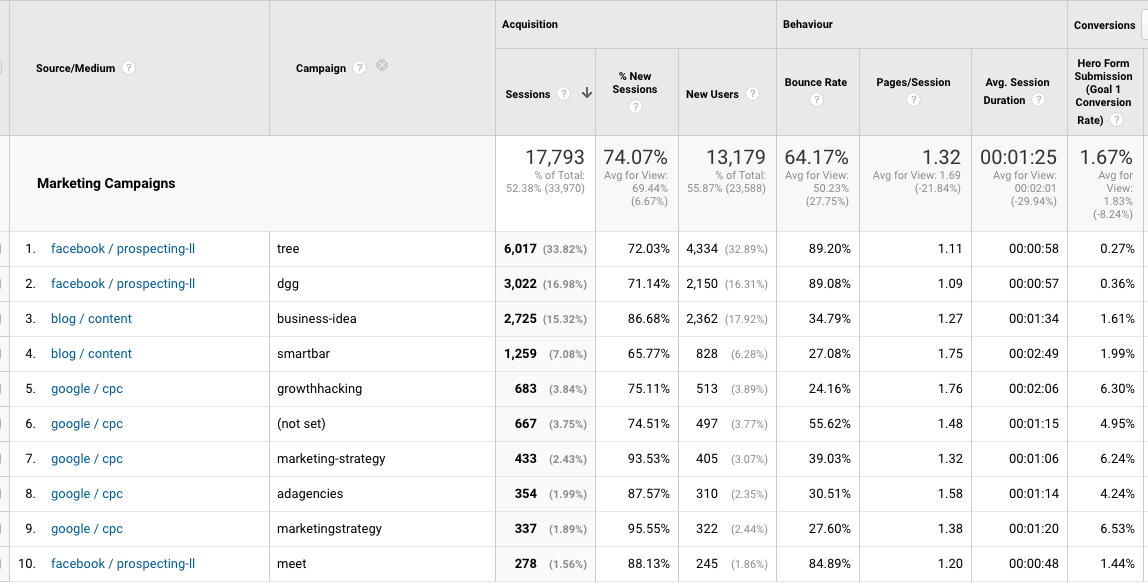 Acquisition Behaviour Conversions
Source/Medium ? Campaign ? Sessions ? % New Sessions ? New Users ? Bounce Rate ? Pages/Session ? Avg. Session Duration ? Hero Form Submission (Goal 1 Conversion Rate) ?
Marketing Campaigns 17,793 % of Total: 52.38% (33,970) 74.07% Avg for View: 69.44% (6.67%) 13,179 % of Total: 55.87% (23,588) 64.17% Avg for View: 50.23% (27.75%) 1.32 Avg for View: 1.69 (-21.84%) 00:01:25 Avg for View: 00:02:01 (-29.94%) 1.67% Avg for View: 1.83% (-8.24%)
1. facebook / prospecting-ll tree 6,017 (33.82%) 72.03% 4,334 (32.89%) 89.20% 1.11 00:00:58 0.27%
2. facebook / prospecting-ll dgg 3,022 (16.98%) 71.14% 2,150 (16.31%) 89.08% 1.09 00:00:57 0.36%
3. blog / content business-idea 2,725 (15.32%) 86.68% 2,362 (17.92%) 34.79% 1.27 00:01:34 1.61%
4. blog / content smartbar 1,259 (7.08%) 65.77% 828 (6.28%) 27.08% 1.75 00:02:49 1.99%
5. google / cpc growthhacking 683 (3.84%) 75.11% 513 (3.89%) 24.16% 1.76 00:02:06 6.30%
6. google / cpc (not set) 667 (3.75%) 74.51% 497 (3.77%) 55.62% 1.48 00:01:15 4.95%
7. google / cpc marketing-strategy 433 (2.43%) 93.53% 405 (3.07%) 39.03% 1.32 00:01:06 6.24%
8. google / cpc adagencies 354 (1.99%) 87.57% 310 (2.35%) 30.51% 1.58 00:01:14 4.24%
9. google / cpc marketingstrategy 337 (1.89%) 95.55% 322 (2.44%) 27.60% 1.38 00:01:20 6.53%
10. facebook / prospecting-ll meet 278 (1.56%) 88.13% 245 (1.86%) 84.89% 1.20 00:00:48 1.44%